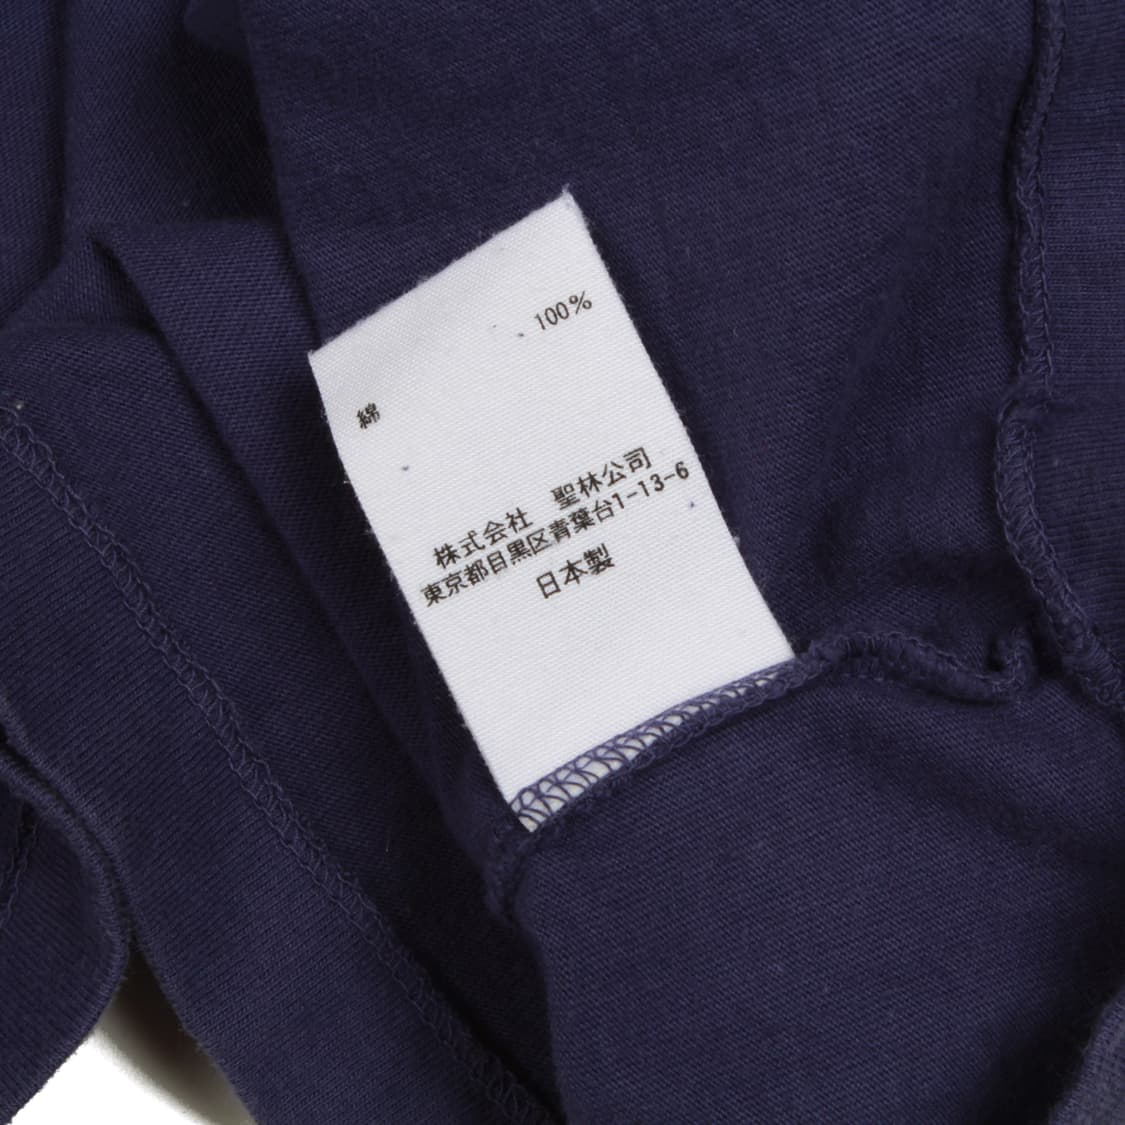 綿 100%
株式会社 聖林公司
東京都目黒区青葉台1-13-6
日本製